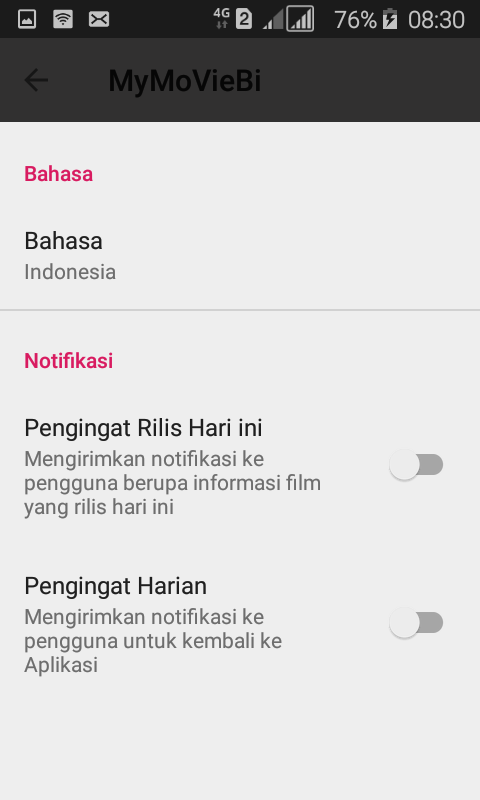 4G 2 76% 08:30
MyMoVieBi
Bahasa
Bahasa
Indonesia
Notifikasi
Pengingat Rilis Hari ini
Mengirimkan notifikasi ke
pengguna berupa informasi film
yang rilis hari ini
Pengingat Harian
Mengirimkan notifikasi ke
pengguna untuk kembali ke
Aplikasi